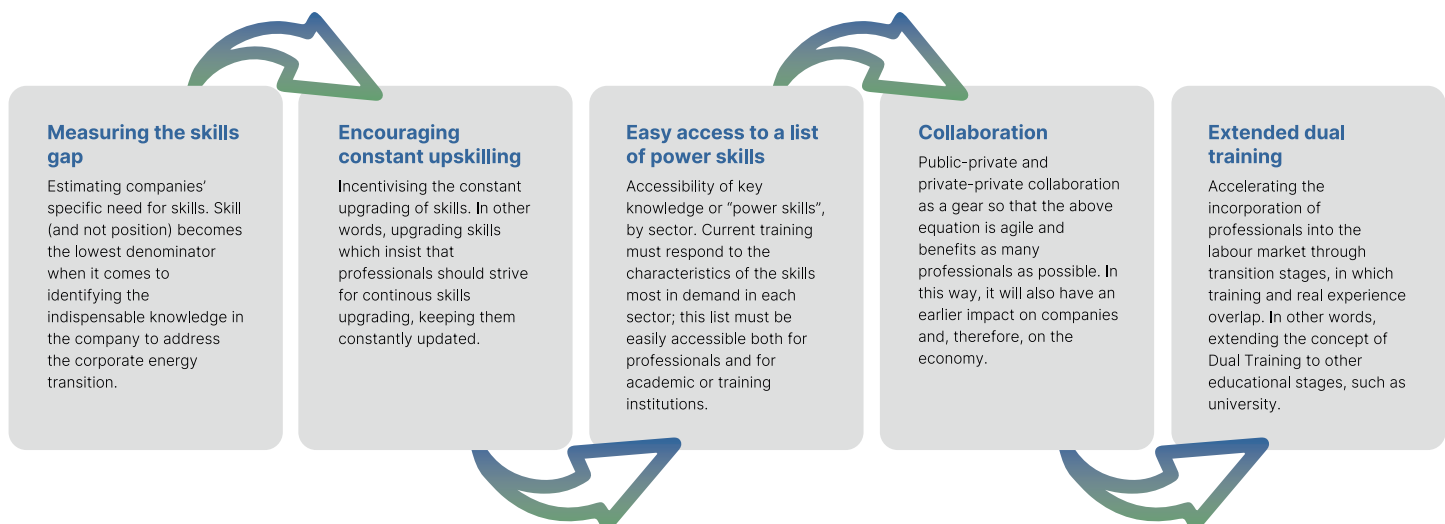 Measuring the skills
gap
Estimating companies’
specific need for skills. Skill
(and not position) becomes
the lowest denominator
when it comes to
identifying the
indispensable knowledge in
the company to address
the corporate energy
transition.
Encouraging
constant upskilling
Incentivising the constant
upgrading of skills. In other
words, upgrading skills
which insist that
professionals should strive
for continous skills
upgrading, keeping them
constantly updated.
Easy access to a list
of power skills
Accessibility of key
knowledge or “power skills”,
by sector. Current training
must respond to the
characteristics of the skills
most in demand in each
sector; this list must be
easily accessible both for
professionals and for
academic or training
institutions.
Collaboration
Public-private and
private-private collaboration
as a gear so that the above
equation is agile and
benefits as many
professionals as possible. In
this way, it will also have an
earlier impact on companies
and, therefore, on the
economy.
Extended dual
training
Accelerating the
incorporation of
professionals into the
labour market through
transition stages, in which
training and real experience
overlap. In other words,
extending the concept of
Dual Training to other
educational stages, such as
university.